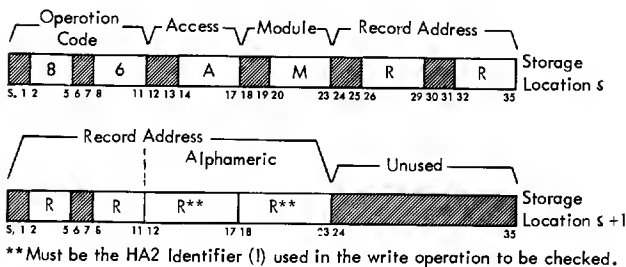 Operation Code Access Module Record Address
8 6 A M R R Storage Location s
S, 1 2 5 6 7 8 11 12 13 14 17 18 19 20 23 24 25 26 29 30 31 32 35
Record Address Alphameric Unused
R R R** R** Storage Location s+1
S, 1 2 5 6 7 8 11 12 17 18 23 24 35
**Must be the HA2 Identifier (!) used in the write operation to be checked.